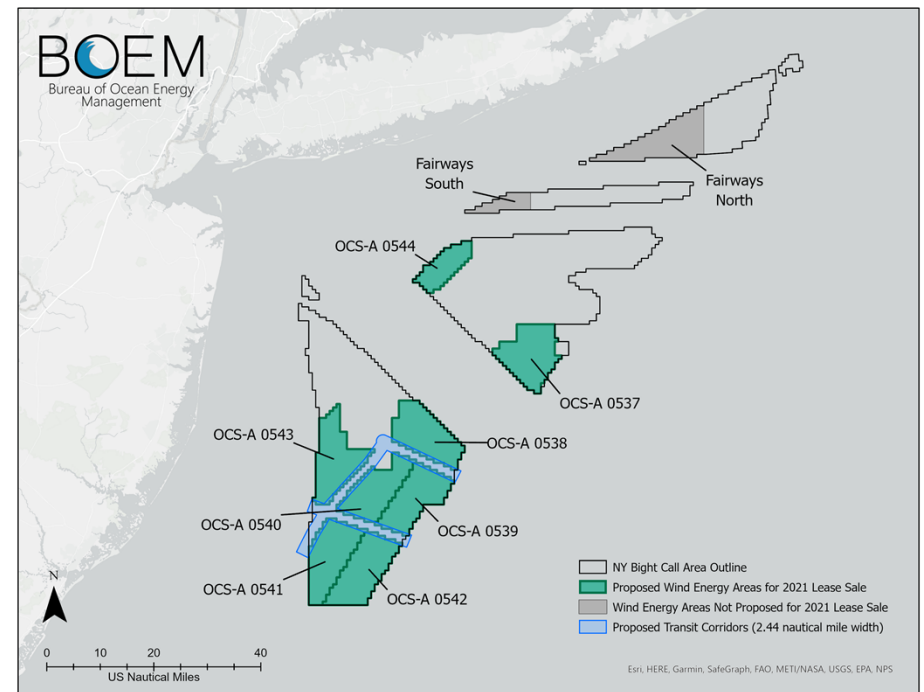 BOEM
Bureau of Ocean Energy
Management
Fairways
South
Fairways
North
OCS-A 0544
OCS-A 0537
OCS-A 0543
OCS-A 0538
OCS-A 0540
OCS-A 0539
OCS-A 0541
OCS-A 0542
N
0 10 20 40
US Nautical Miles
NY Bight Call Area Outline
Proposed Wind Energy Areas for 2021 Lease Sale
Wind Energy Areas Not Proposed for 2021 Lease Sale
Proposed Transit Corridors (2.44 nautical mile width)
Esri, HERE, Garmin, SafeGraph, FAO, METI/NASA, USGS, EPA, NPS